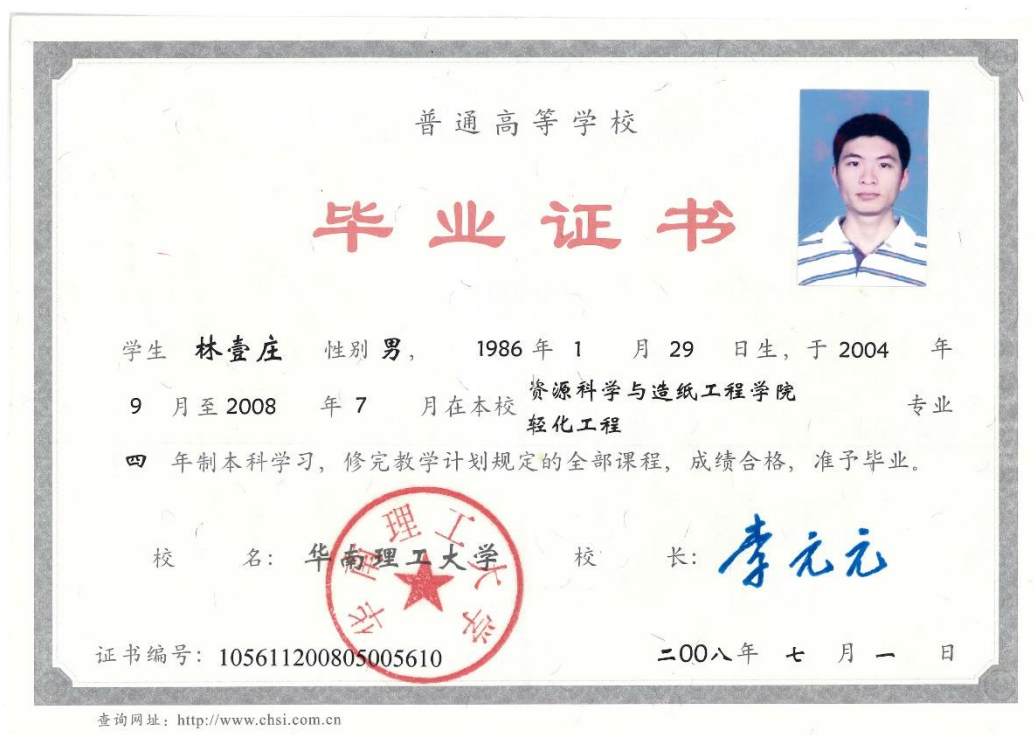 普通高等学校
毕业证书
学生 林壹庄 性别 男, 1986 年 1 月 29 日生, 于 2004 年
9 月至 2008 年 7 月在本校 资源科学与造纸工程学院 轻化工程 专业
四 年制本科学习, 修完教学计划规定的全部课程, 成绩合格, 准予毕业。
校 名: 华南理工大学 校 长: 李元元
华南理工大学
证书编号: 105611200805005610 二00八年 七 月 一 日
查询网址: http://www.chsi.com.cn